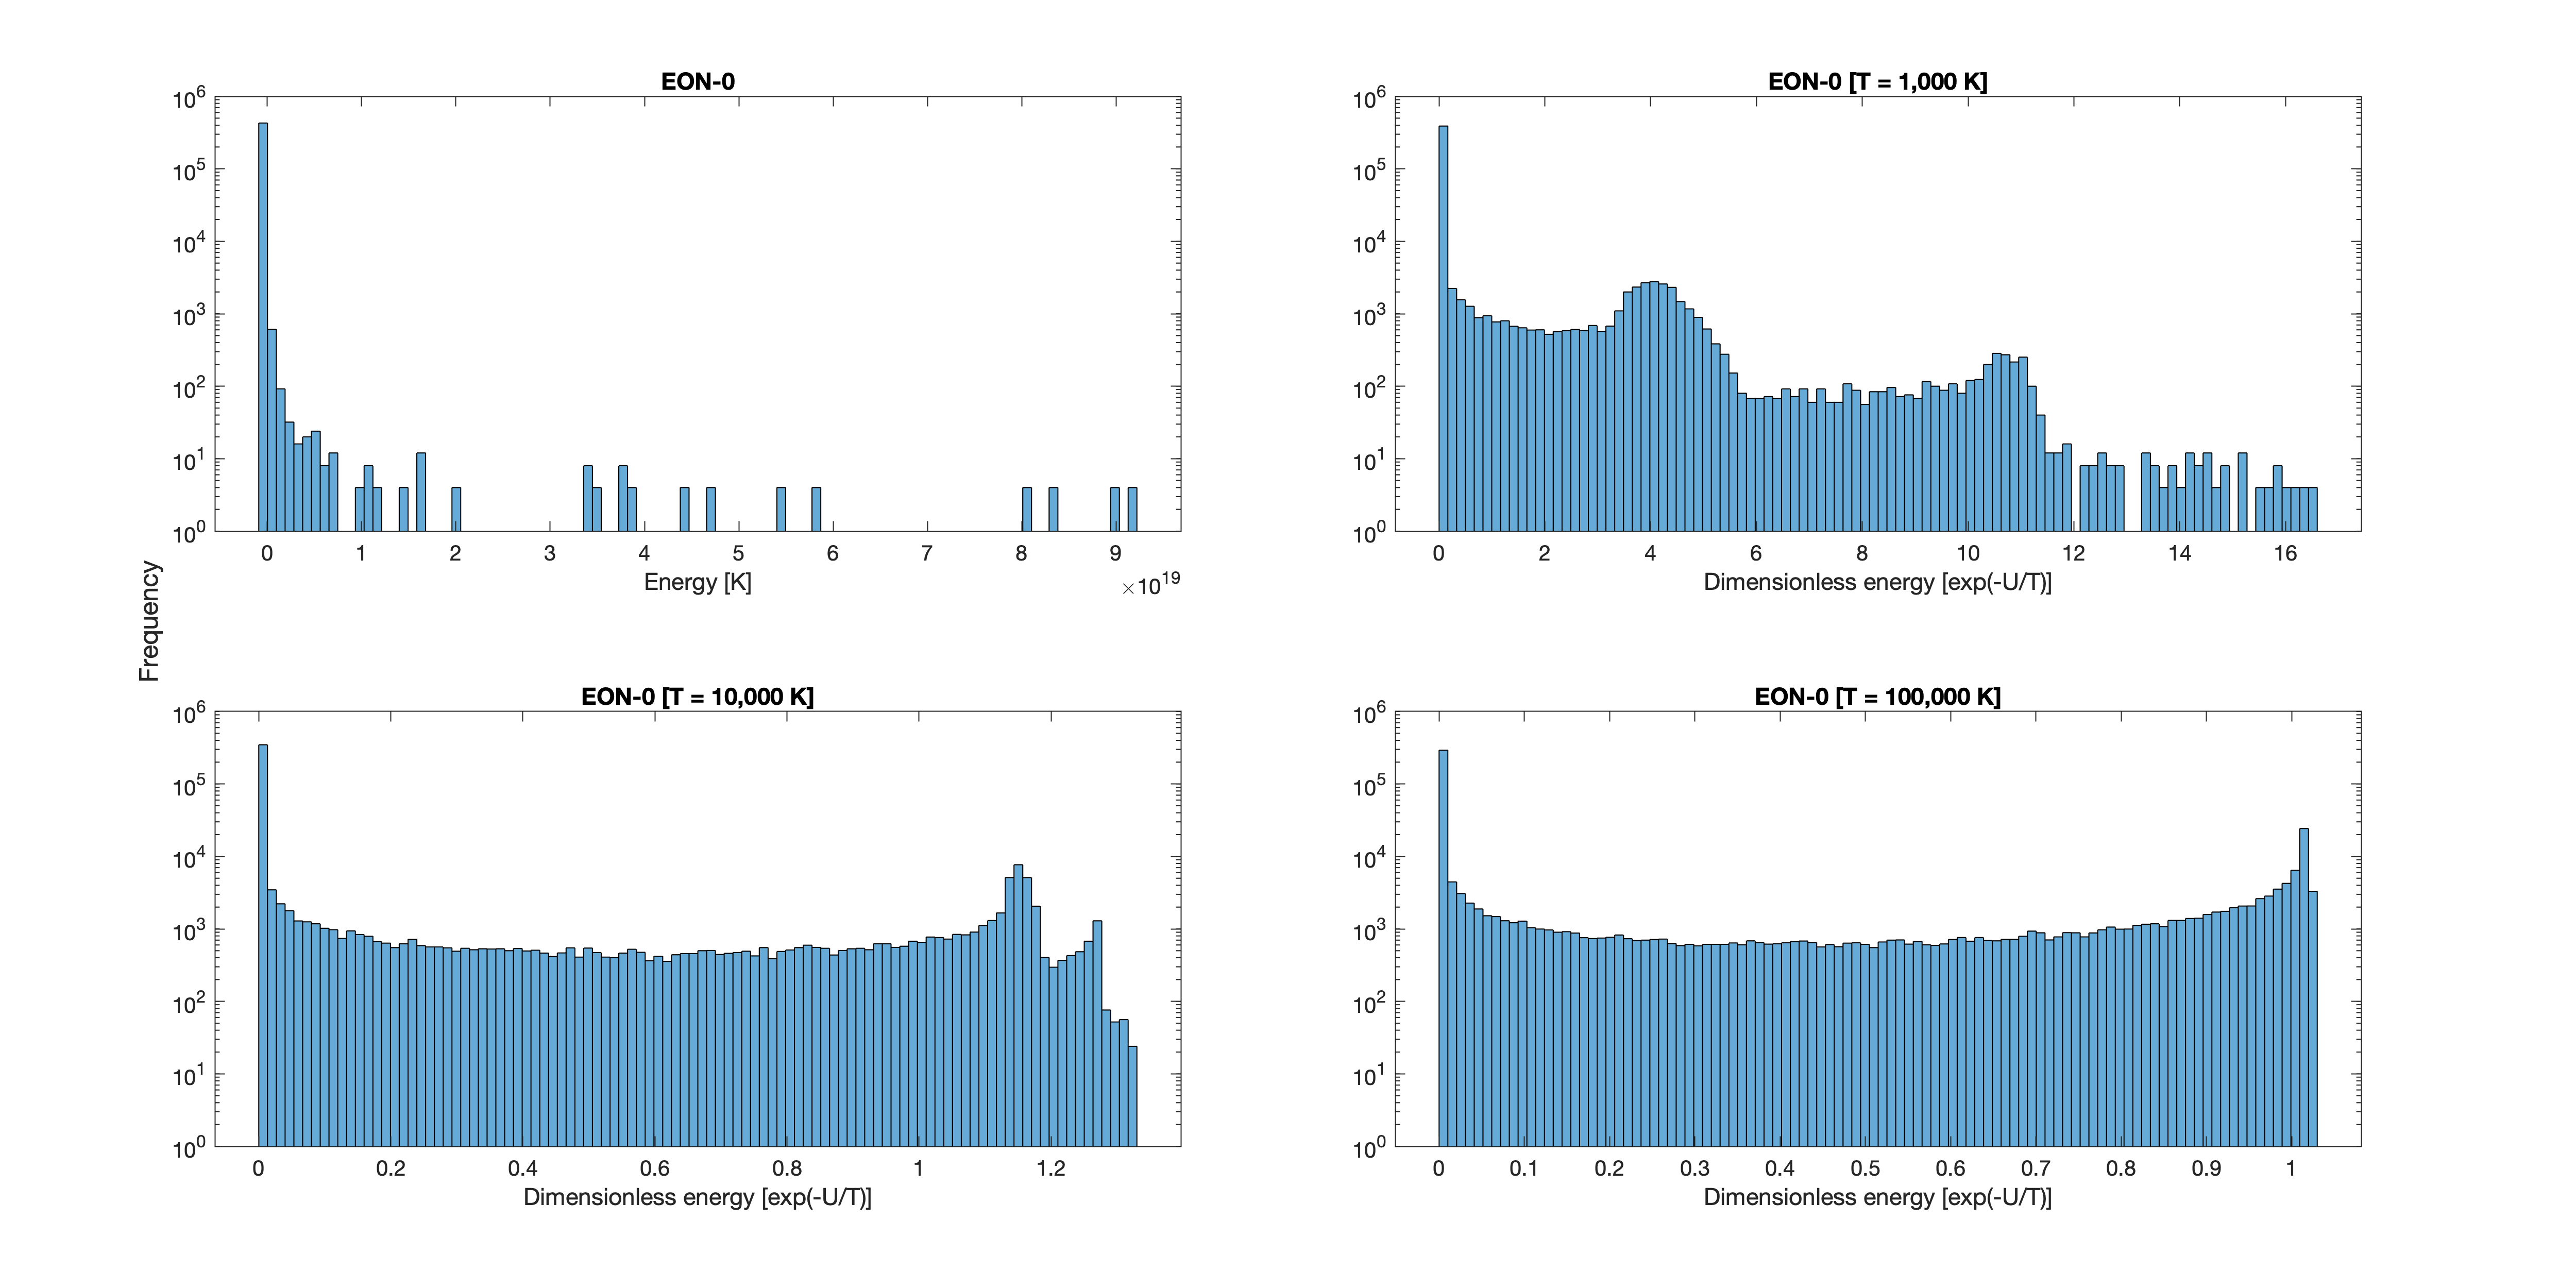 EON-0
10^6
10^5
10^4
10^3
10^2
10^1
10^0
0 1 2 3 4 5 6 7 8 9
×10^19
Energy [K]
EON-0 [T = 1,000 K]
10^6
10^5
10^4
10^3
10^2
10^1
10^0
0 2 4 6 8 10 12 14 16
Dimensionless energy [exp(-U/T)]
Frequency
EON-0 [T = 10,000 K]
10^6
10^5
10^4
10^3
10^2
10^1
10^0
0 0.2 0.4 0.6 0.8 1 1.2
Dimensionless energy [exp(-U/T)]
EON-0 [T = 100,000 K]
10^6
10^5
10^4
10^3
10^2
10^1
10^0
0 0.1 0.2 0.3 0.4 0.5 0.6 0.7 0.8 0.9 1
Dimensionless energy [exp(-U/T)]